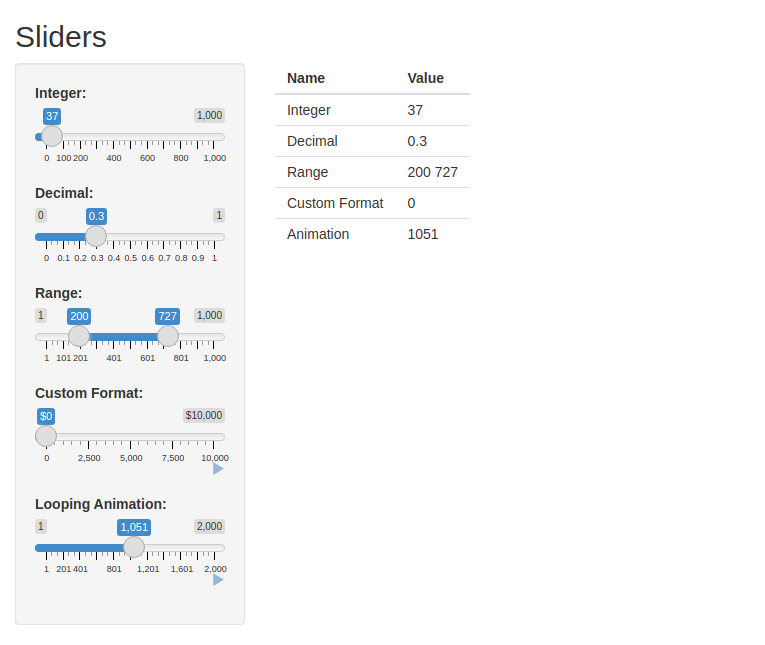 Sliders
Integer:
37 1,000
0 100 200 400 600 800 1,000
Decimal:
0 0.3 1
0 0.1 0.2 0.3 0.4 0.5 0.6 0.7 0.8 0.9 1
Range:
1 200 727 1,000
1 101 201 401 601 801 1,000
Custom Format:
$0 $10,000
0 2,500 5,000 7,500 10,000
Looping Animation:
1 1,051 2,000
1 201 401 801 1,201 1,601 2,000
Name Value
Integer 37
Decimal 0.3
Range 200 727
Custom Format 0
Animation 1051